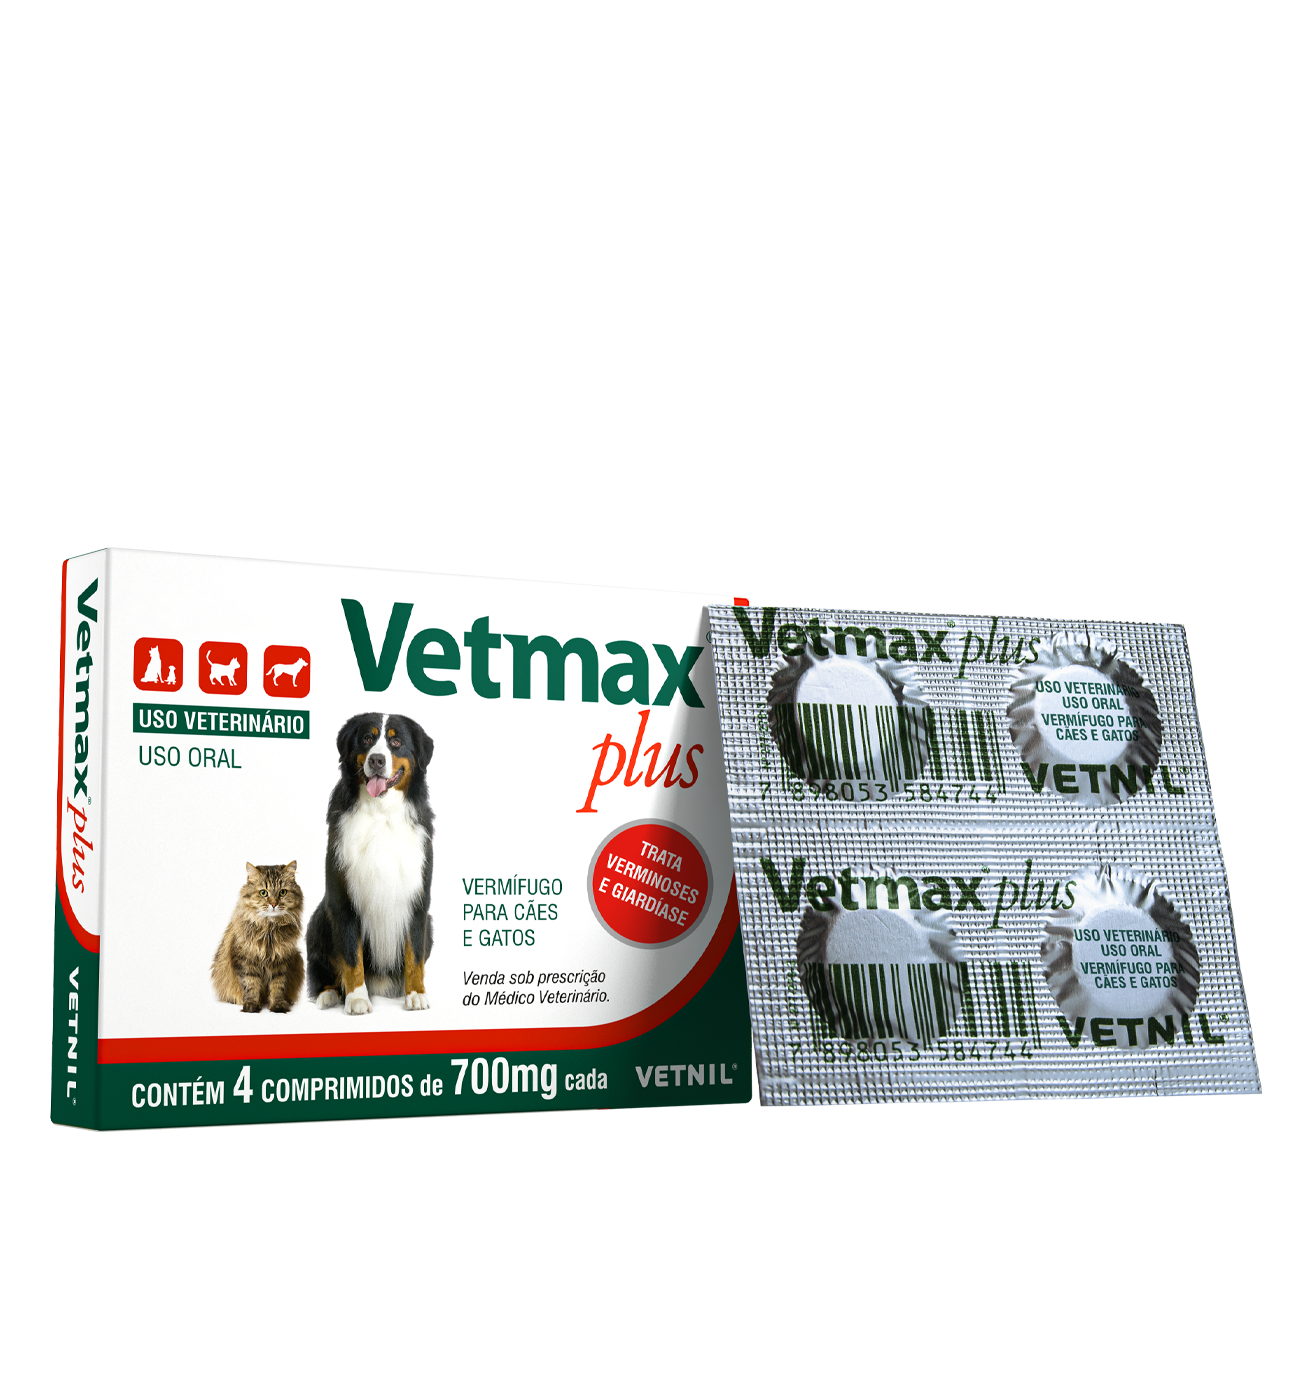 Vetmax® plus
VETNIL®
Vetmax
plus
USO VETERINÁRIO
USO ORAL
TRATA
VERMINOSES
E GIARDÍASE
VERMÍFUGO
PARA CÃES
E GATOS
Venda sob prescrição
do Médico Veterinário.
CONTÉM 4 COMPRIMIDOS de 700mg cada
VETNIL®
Vetmax® plus
USO VETERINÁRIO
USO ORAL
VERMÍFUGO PARA
CÃES E GATOS
VETNIL®
7 898053 584744
Vetmax® plus
USO VETERINÁRIO
USO ORAL
VERMÍFUGO PARA
CÃES E GATOS
VETNIL®
7 898053 584744